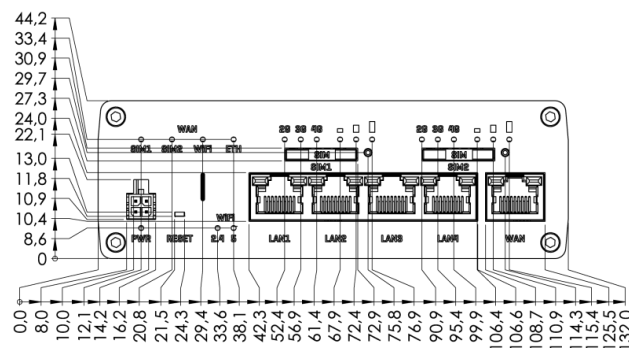 44,2
33,4
30,9
29,7
27,3
24,0
22,1
13,0
11,8
10,9
10,4
8,6
0
WAN
SIM1 SIM2 WIFI ETH
2G 3G 4G
2G 3G 4G
SIM
SIM
SIM1
SIM2
WIFI
PWR RESET 2.4 5 LAN1 LAN2 LAN3 LAN4 WAN
0,0 8,0 10,0 12,1 14,2 16,2 20,8 21,5 24,3 29,4 33,6 38,1 42,3 52,4 56,9 61,4 67,9 72,4 72,9 75,8 76,9 90,9 95,4 99,9 106,4 106,6 108,7 110,9 114,3 115,4 125,5 132,0